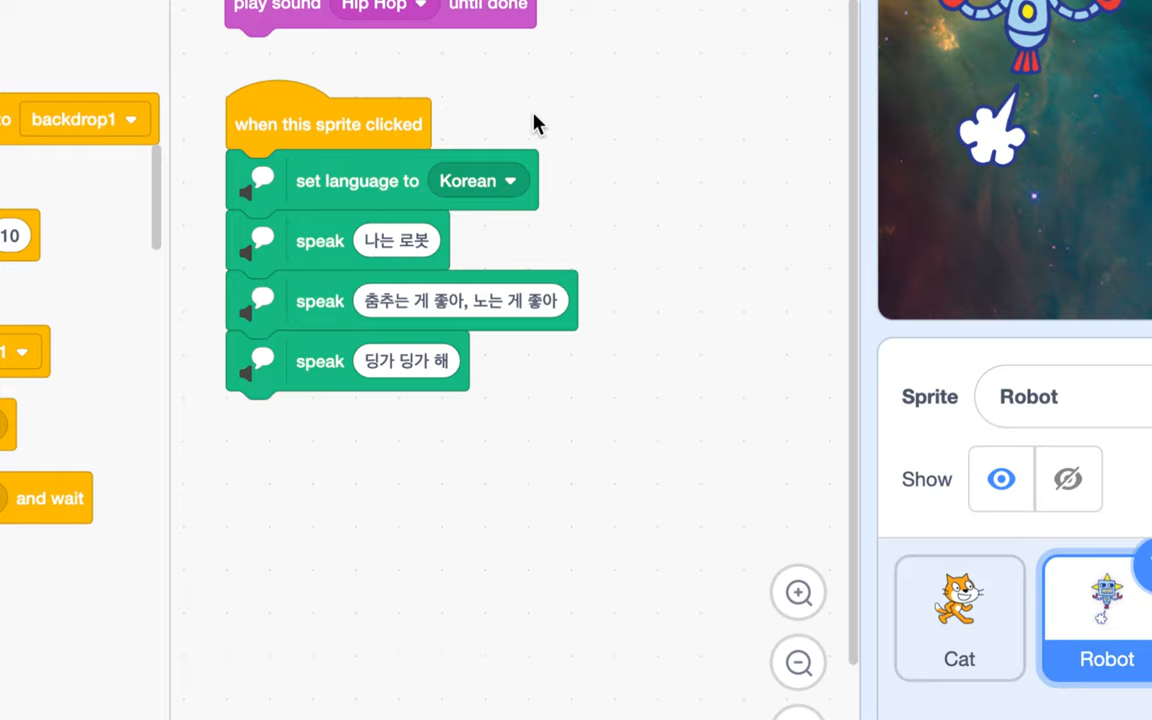 play sound Hip Hop until done
when this sprite clicked
to backdrop1
set language to Korean
speak 나는 로봇
10
speak 춤추는 게 좋아, 노는 게 좋아
speak 딩가 딩가 해
1
and wait
Sprite Robot
Show
Cat
Robot